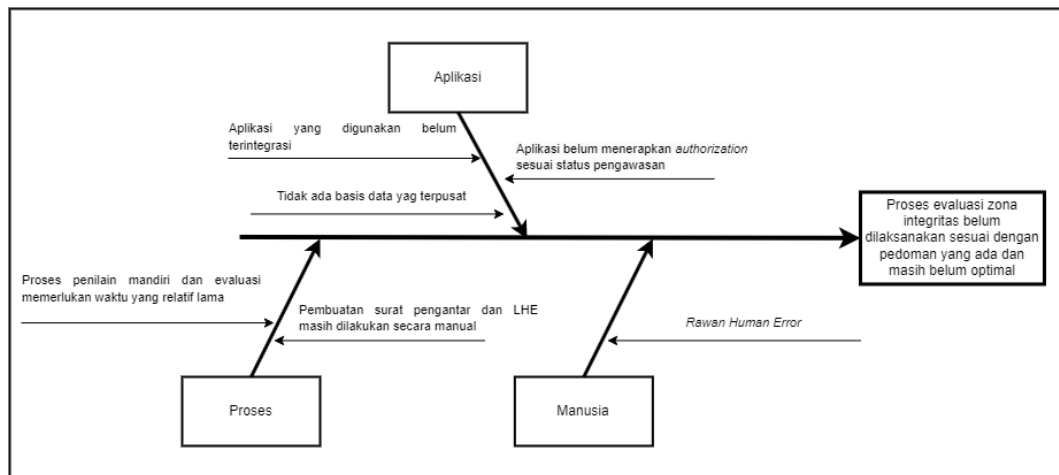 Aplikasi
Aplikasi yang digunakan belum
terintegrasi
Aplikasi belum menerapkan authorization
sesuai status pengawasan
Tidak ada basis data yag terpusat
Proses evaluasi zona
integritas belum
dilaksanakan sesuai dengan
pedoman yang ada dan
masih belum optimal
Proses penilain mandiri dan evaluasi
memerlukan waktu yang relatif lama
Pembuatan surat pengantar dan LHE
masih dilakukan secara manual
Rawan Human Error
Proses
Manusia